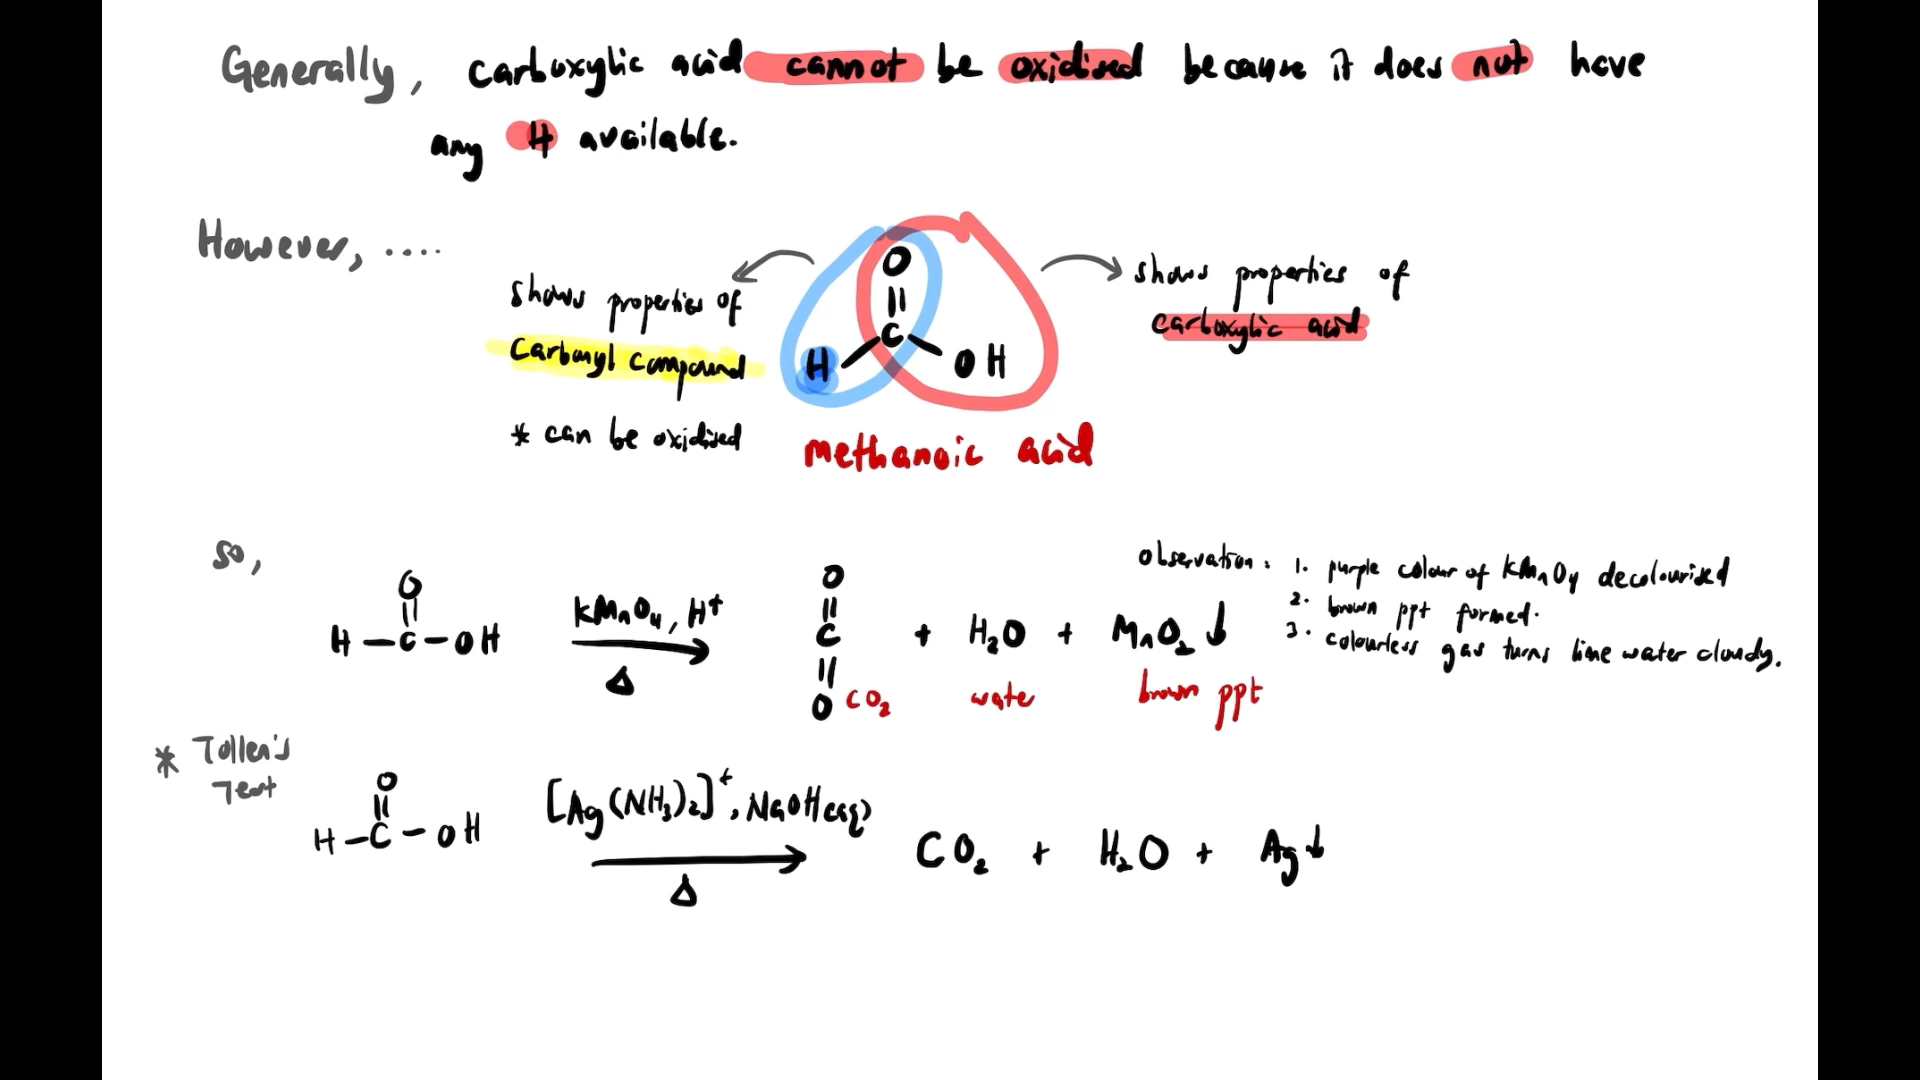 Generally, carboxylic acid cannot be oxidised because it does not have
any H available.
However, ....
shows properties of
carbonyl compound
* can be oxidised
O
||
C
H OH
methanoic acid
shows properties of
carboxylic acid
so,
O
||
H-C-OH
KMnO4, H+
Δ
O
||
C
||
O CO2
+ H2O + MnO2↓
water
brown ppt
observation: 1. purple colour of KMnO4 decolourised
2. brown ppt formed.
3. colourless gas turns lime water cloudy.
* Tollen's
Test
O
||
H-C-OH
[Ag(NH3)2]+, NaOH(aq)
Δ
CO2 + H2O + Ag↓